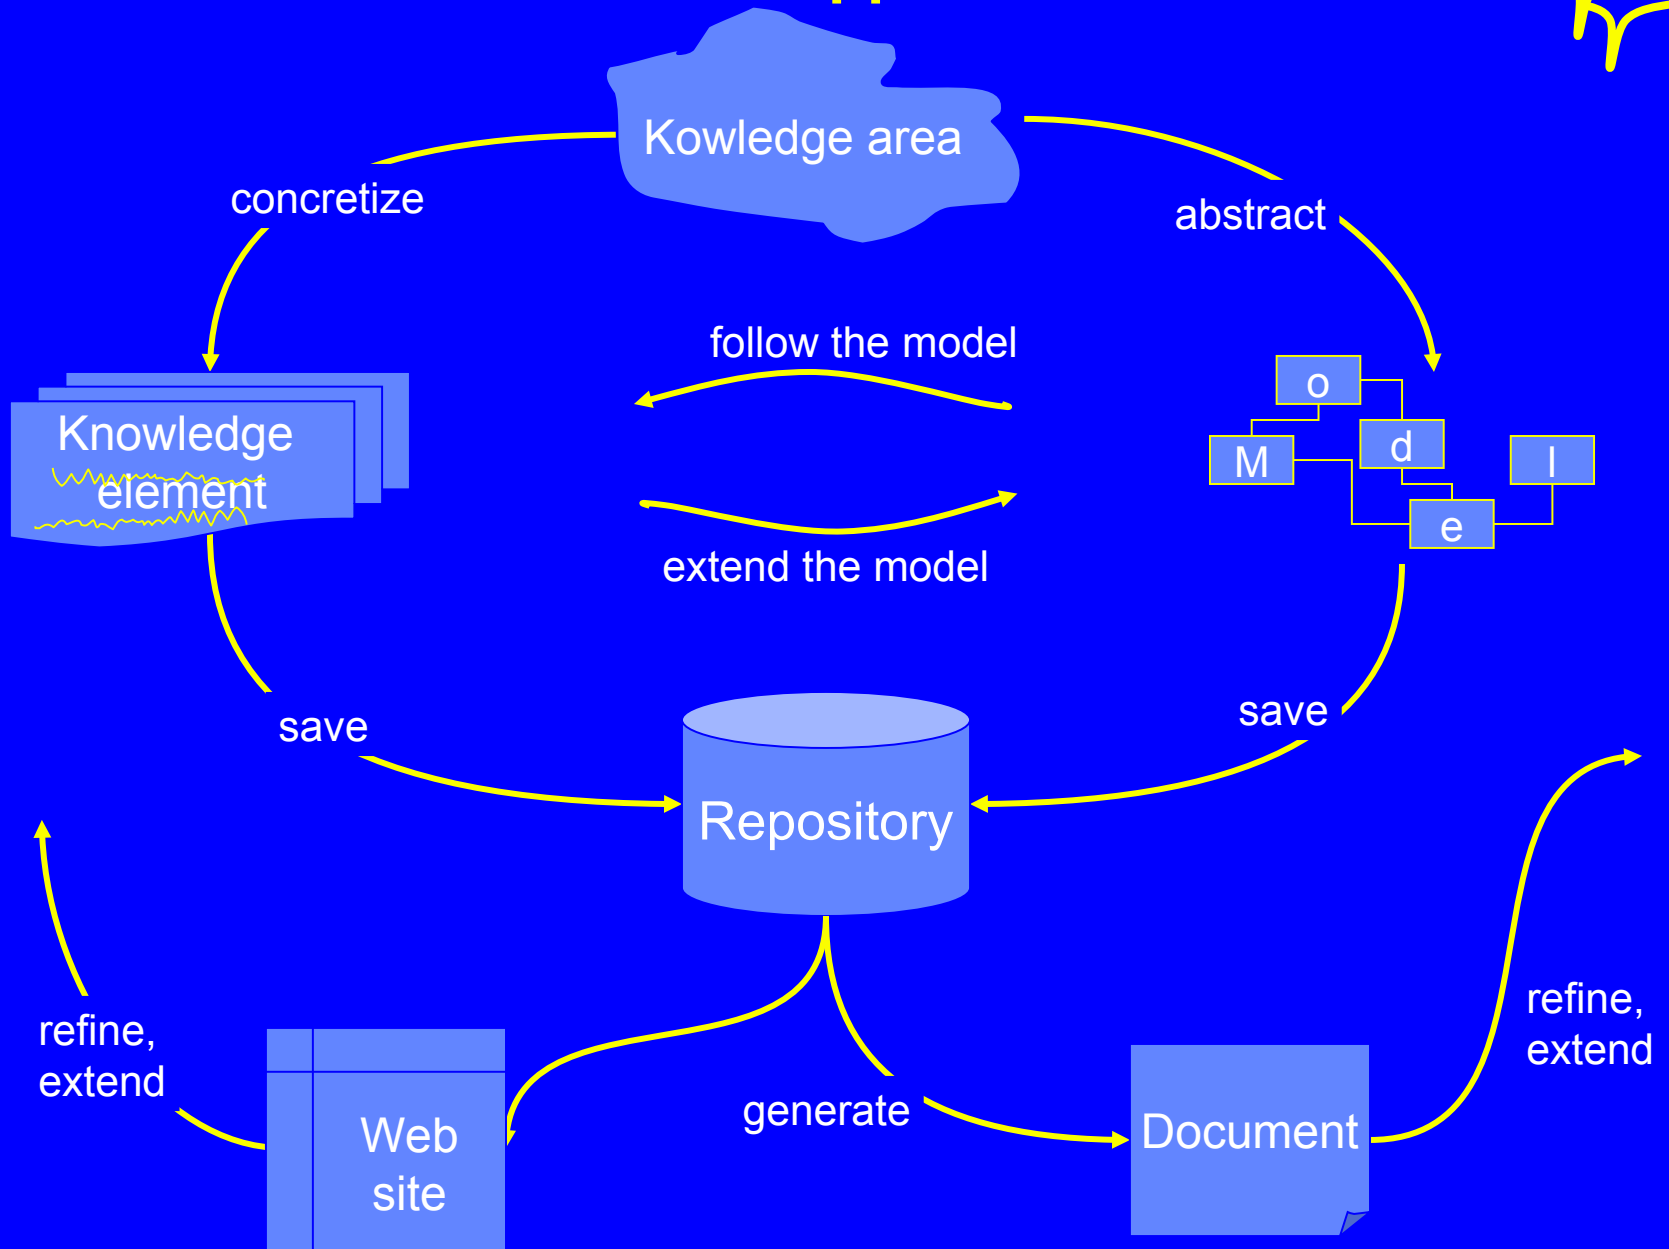 Kowledge area
concretize
abstract
follow the model
o
Knowledge
element
M
d
l
e
extend the model
save
save
Repository
refine,
extend
refine,
extend
generate
Web
site
Document